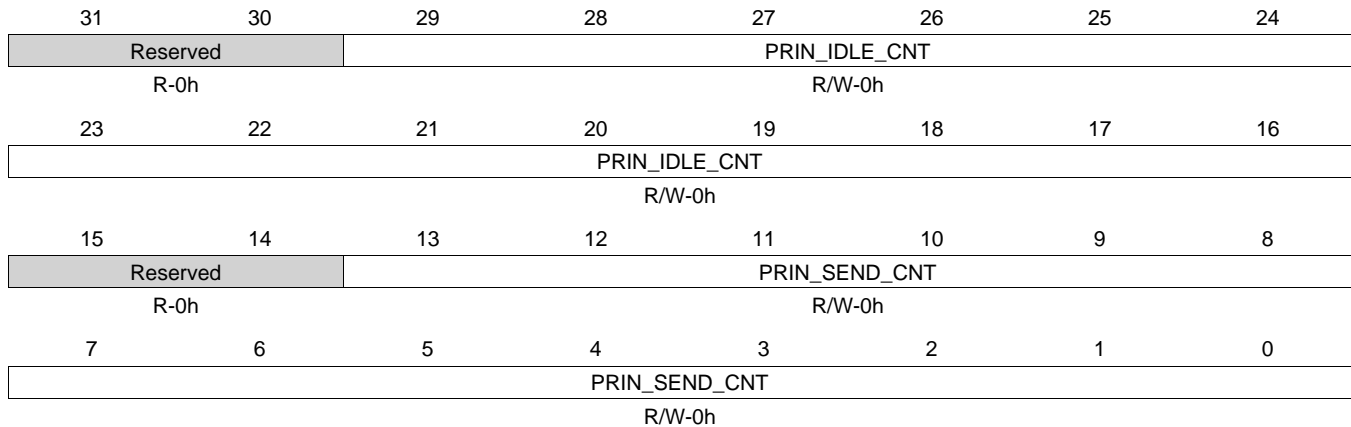 31 30 29 28 27 26 25 24
Reserved PRIN_IDLE_CNT
R-0h R/W-0h
23 22 21 20 19 18 17 16
PRIN_IDLE_CNT
R/W-0h
15 14 13 12 11 10 9 8
Reserved PRIN_SEND_CNT
R-0h R/W-0h
7 6 5 4 3 2 1 0
PRIN_SEND_CNT
R/W-0h